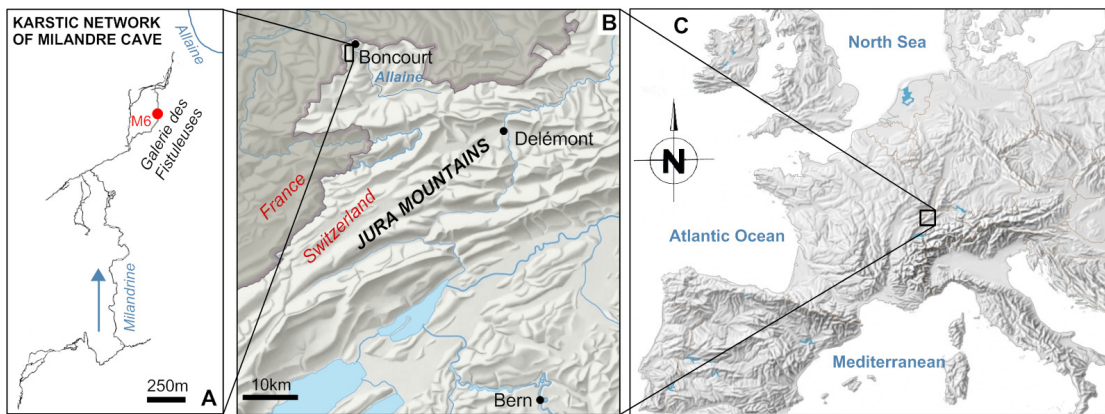 KARSTIC NETWORK
OF MILANDRE CAVE
Allaine
M6
Galerie des
Fistuleuses
Milandrine
250m
A
B
Boncourt
Allaine
Delémont
JURA MOUNTAINS
France
Switzerland
10km
Bern
C
North Sea
N
Atlantic Ocean
Mediterranean